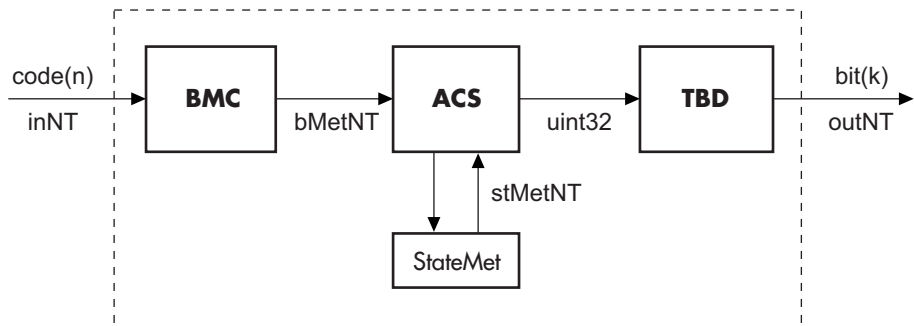 code(n)
inNT
BMC
bMetNT
ACS
uint32
TBD
bit(k)
outNT
stMetNT
StateMet